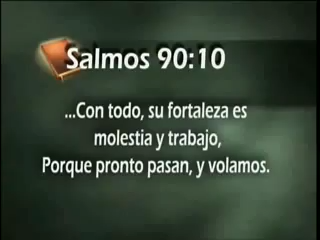 Salmos 90:10
...Con todo, su fortaleza es
molestia y trabajo,
Porque pronto pasan, y volamos.